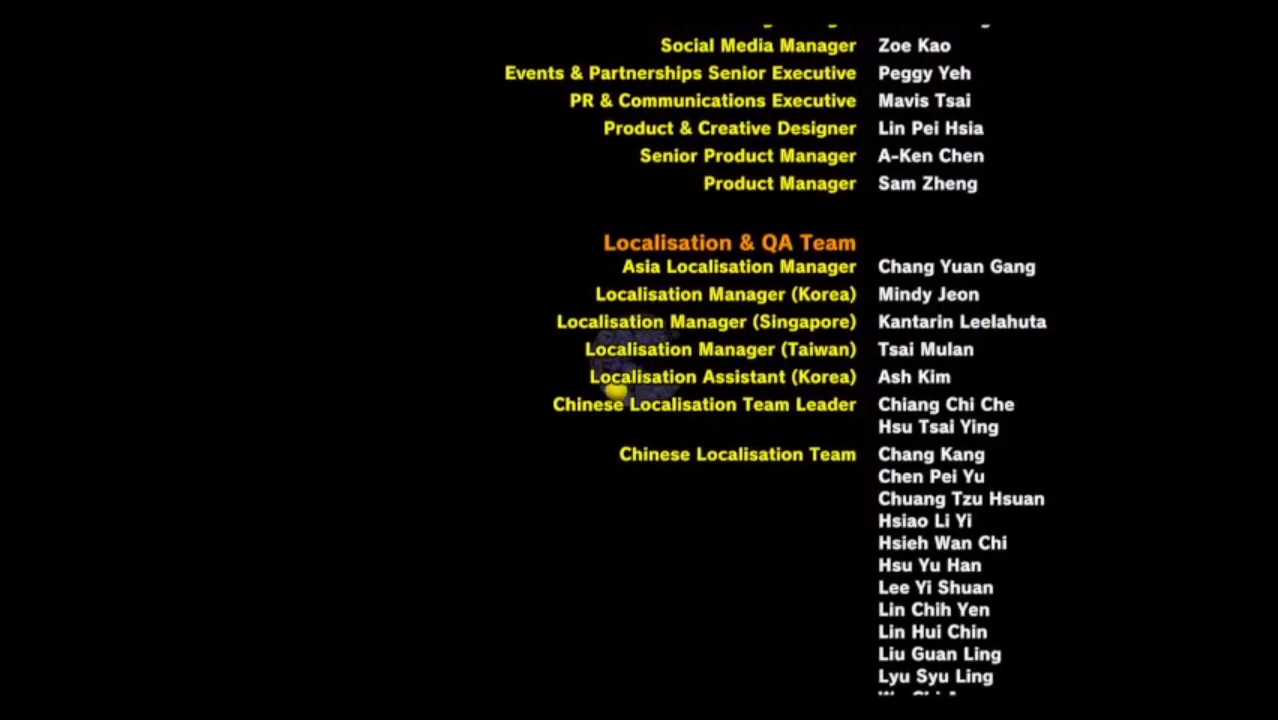 Social Media Manager Zoe Kao
Events & Partnerships Senior Executive Peggy Yeh
PR & Communications Executive Mavis Tsai
Product & Creative Designer Lin Pei Hsia
Senior Product Manager A-Ken Chen
Product Manager Sam Zheng
Localisation & QA Team
Asia Localisation Manager Chang Yuan Gang
Localisation Manager (Korea) Mindy Jeon
Localisation Manager (Singapore) Kantarin Leelahuta
Localisation Manager (Taiwan) Tsai Mulan
Localisation Assistant (Korea) Ash Kim
Chinese Localisation Team Leader Chiang Chi Che
Hsu Tsai Ying
Chinese Localisation Team Chang Kang
Chen Pei Yu
Chuang Tzu Hsuan
Hsiao Li Yi
Hsieh Wan Chi
Hsu Yu Han
Lee Yi Shuan
Lin Chih Yen
Lin Hui Chin
Liu Guan Ling
Lyu Syu Ling